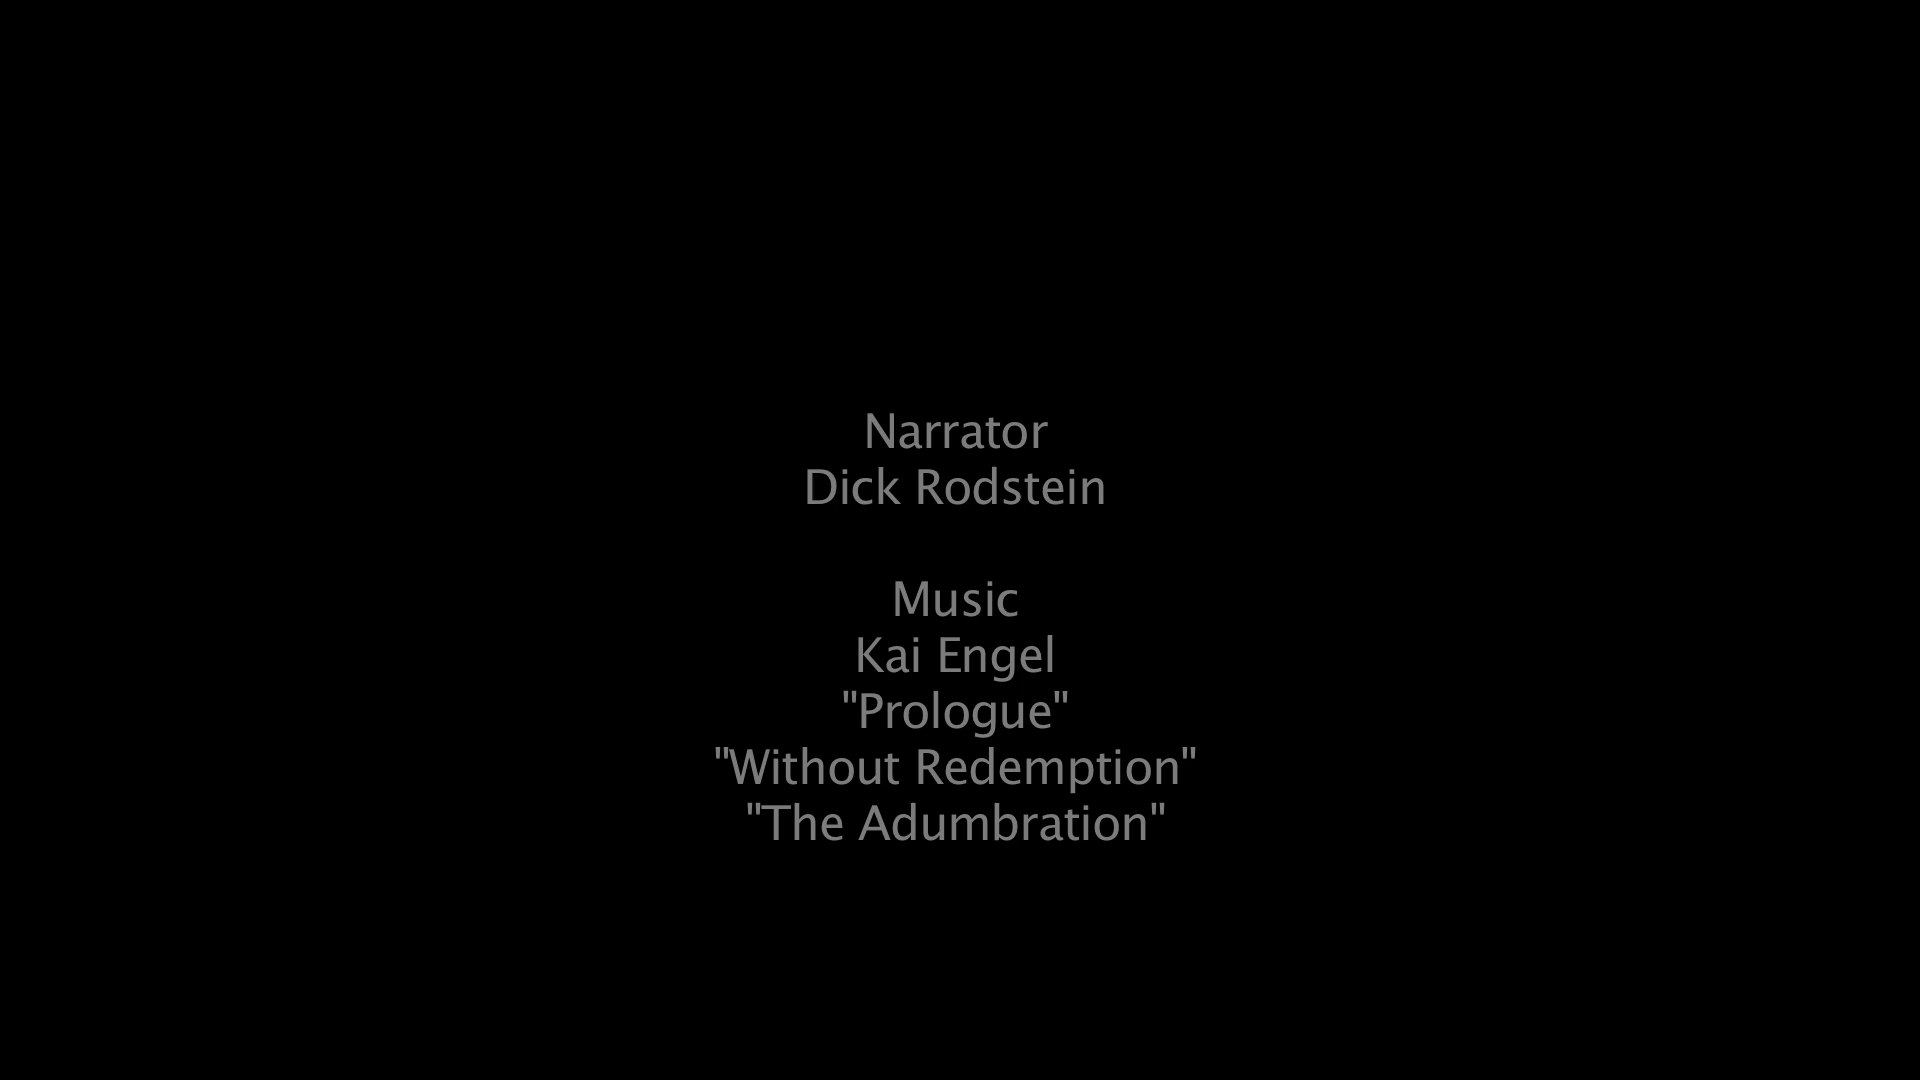 Narrator
Dick Rodstein
Music
Kai Engel
"Prologue"
"Without Redemption"
"The Adumbration"